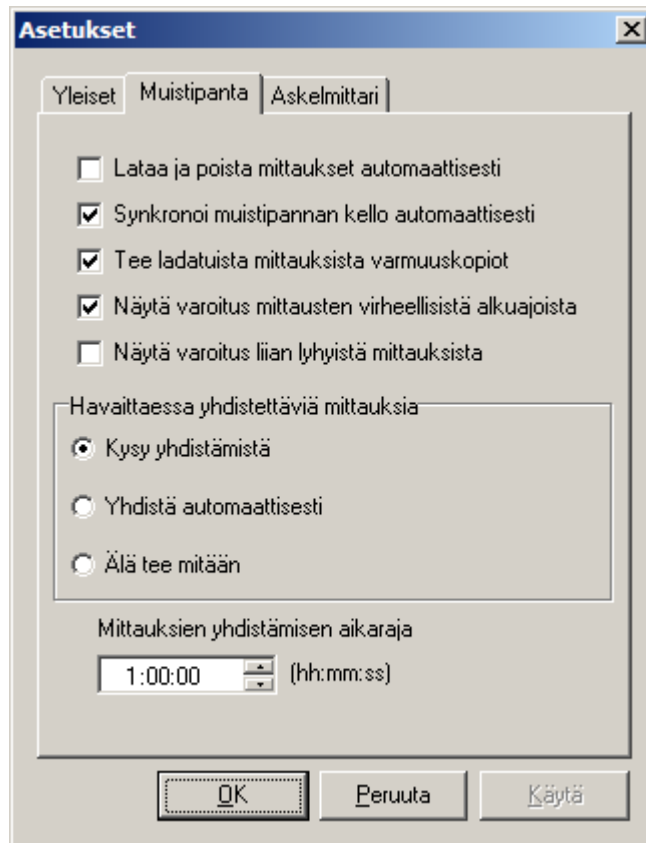 Asetukset
Yleiset Muistipanta Askelmittari
Lataa ja poista mittaukset automaattisesti
Synkronoi muistipannan kello automaattisesti
Tee ladatuista mittauksista varmuuskopiot
Näytä varoitus mittausten virheellisistä alkuajoista
Näytä varoitus liian lyhyistä mittauksista
Havaittaessa yhdistettäviä mittauksia
Kysy yhdistämistä
Yhdistä automaattisesti
Älä tee mitään
Mittauksien yhdistämisen aikaraja
1:00:00 (hh:mm:ss)
OK Peruuta Käytä